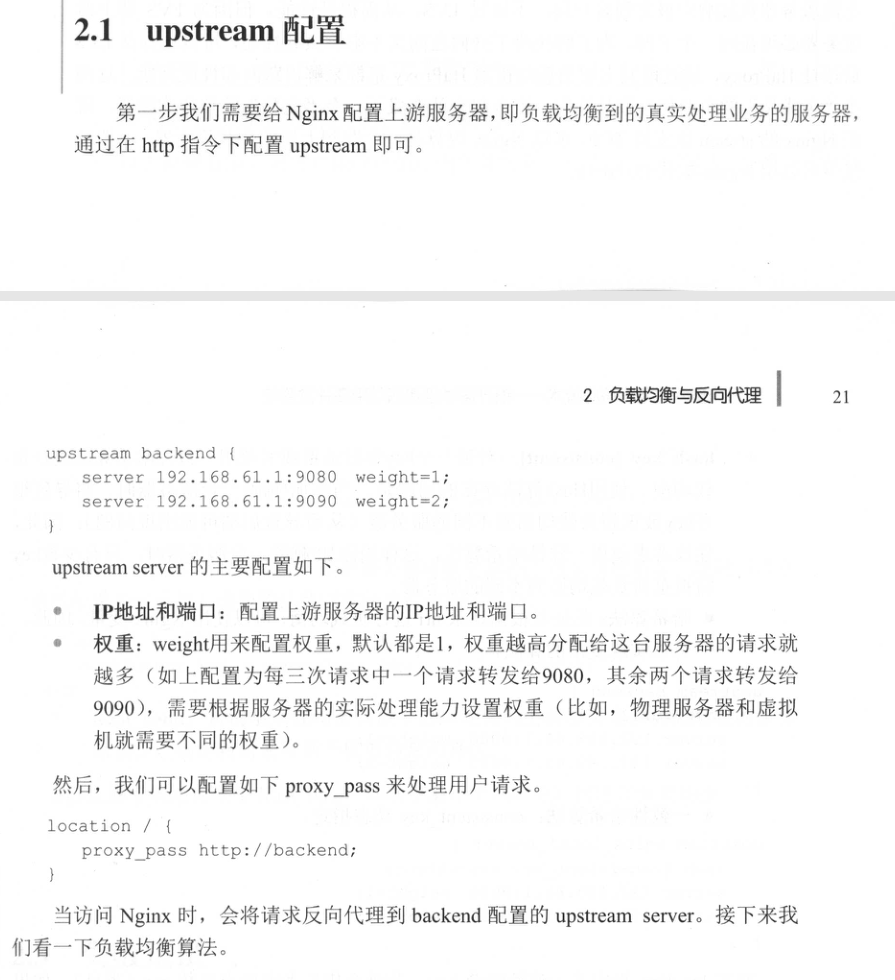 2.1 upstream 配置
第一步我们需要给Nginx配置上游服务器，即负载均衡到的真实处理业务的服务器，
通过在 http 指令下配置 upstream 即可。
2 负载均衡与反向代理 21
upstream backend {
server 192.168.61.1:9080 weight=1;
server 192.168.61.1:9090 weight=2;
}
upstream server 的主要配置如下。
• IP地址和端口：配置上游服务器的IP地址和端口。
• 权重：weight用来配置权重，默认都是1，权重越高分配给这台服务器的请求就
越多（如上配置为每三次请求中一个请求转发给9080，其余两个请求转发给
9090），需要根据服务器的实际处理能力设置权重（比如，物理服务器和虚拟
机就需要不同的权重）。
然后，我们可以配置如下 proxy_pass 来处理用户请求。
location / {
proxy_pass http://backend;
}
当访问 Nginx 时，会将请求反向代理到 backend 配置的 upstream server。接下来我
们看一下负载均衡算法。